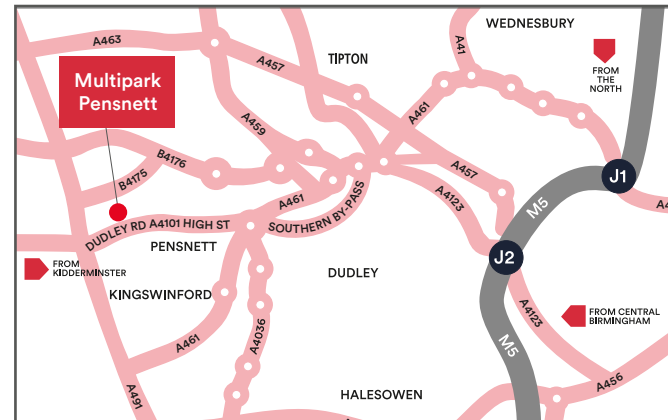 WEDNESBURY
A463
A41
TIPTON
A457
FROM
THE
NORTH
Multipark
Pensnett
A461
A459
B4176
A457
J1
B4175
A461
A4123
M5
A4
DUDLEY RD A4101 HIGH ST
SOUTHERN BY-PASS
PENSNETT
J2
FROM
KIDDERMINSTER
DUDLEY
KINGSWINFORD
A4123
FROM CENTRAL
BIRMINGHAM
A461
A4036
M5
A456
A491
HALESOWEN